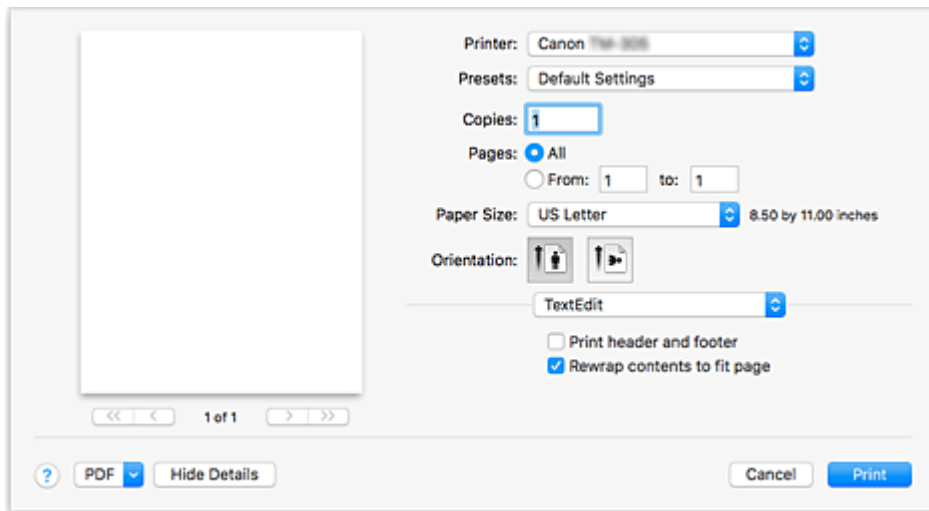 Printer: Canon
Presets: Default Settings
Copies: 1
Pages: All
From: 1 to: 1
Paper Size: US Letter 8.50 by 11.00 inches
Orientation:
TextEdit
Print header and footer
Rewrap contents to fit page
<< < 1 of 1 > >>
? PDF Hide Details Cancel Print